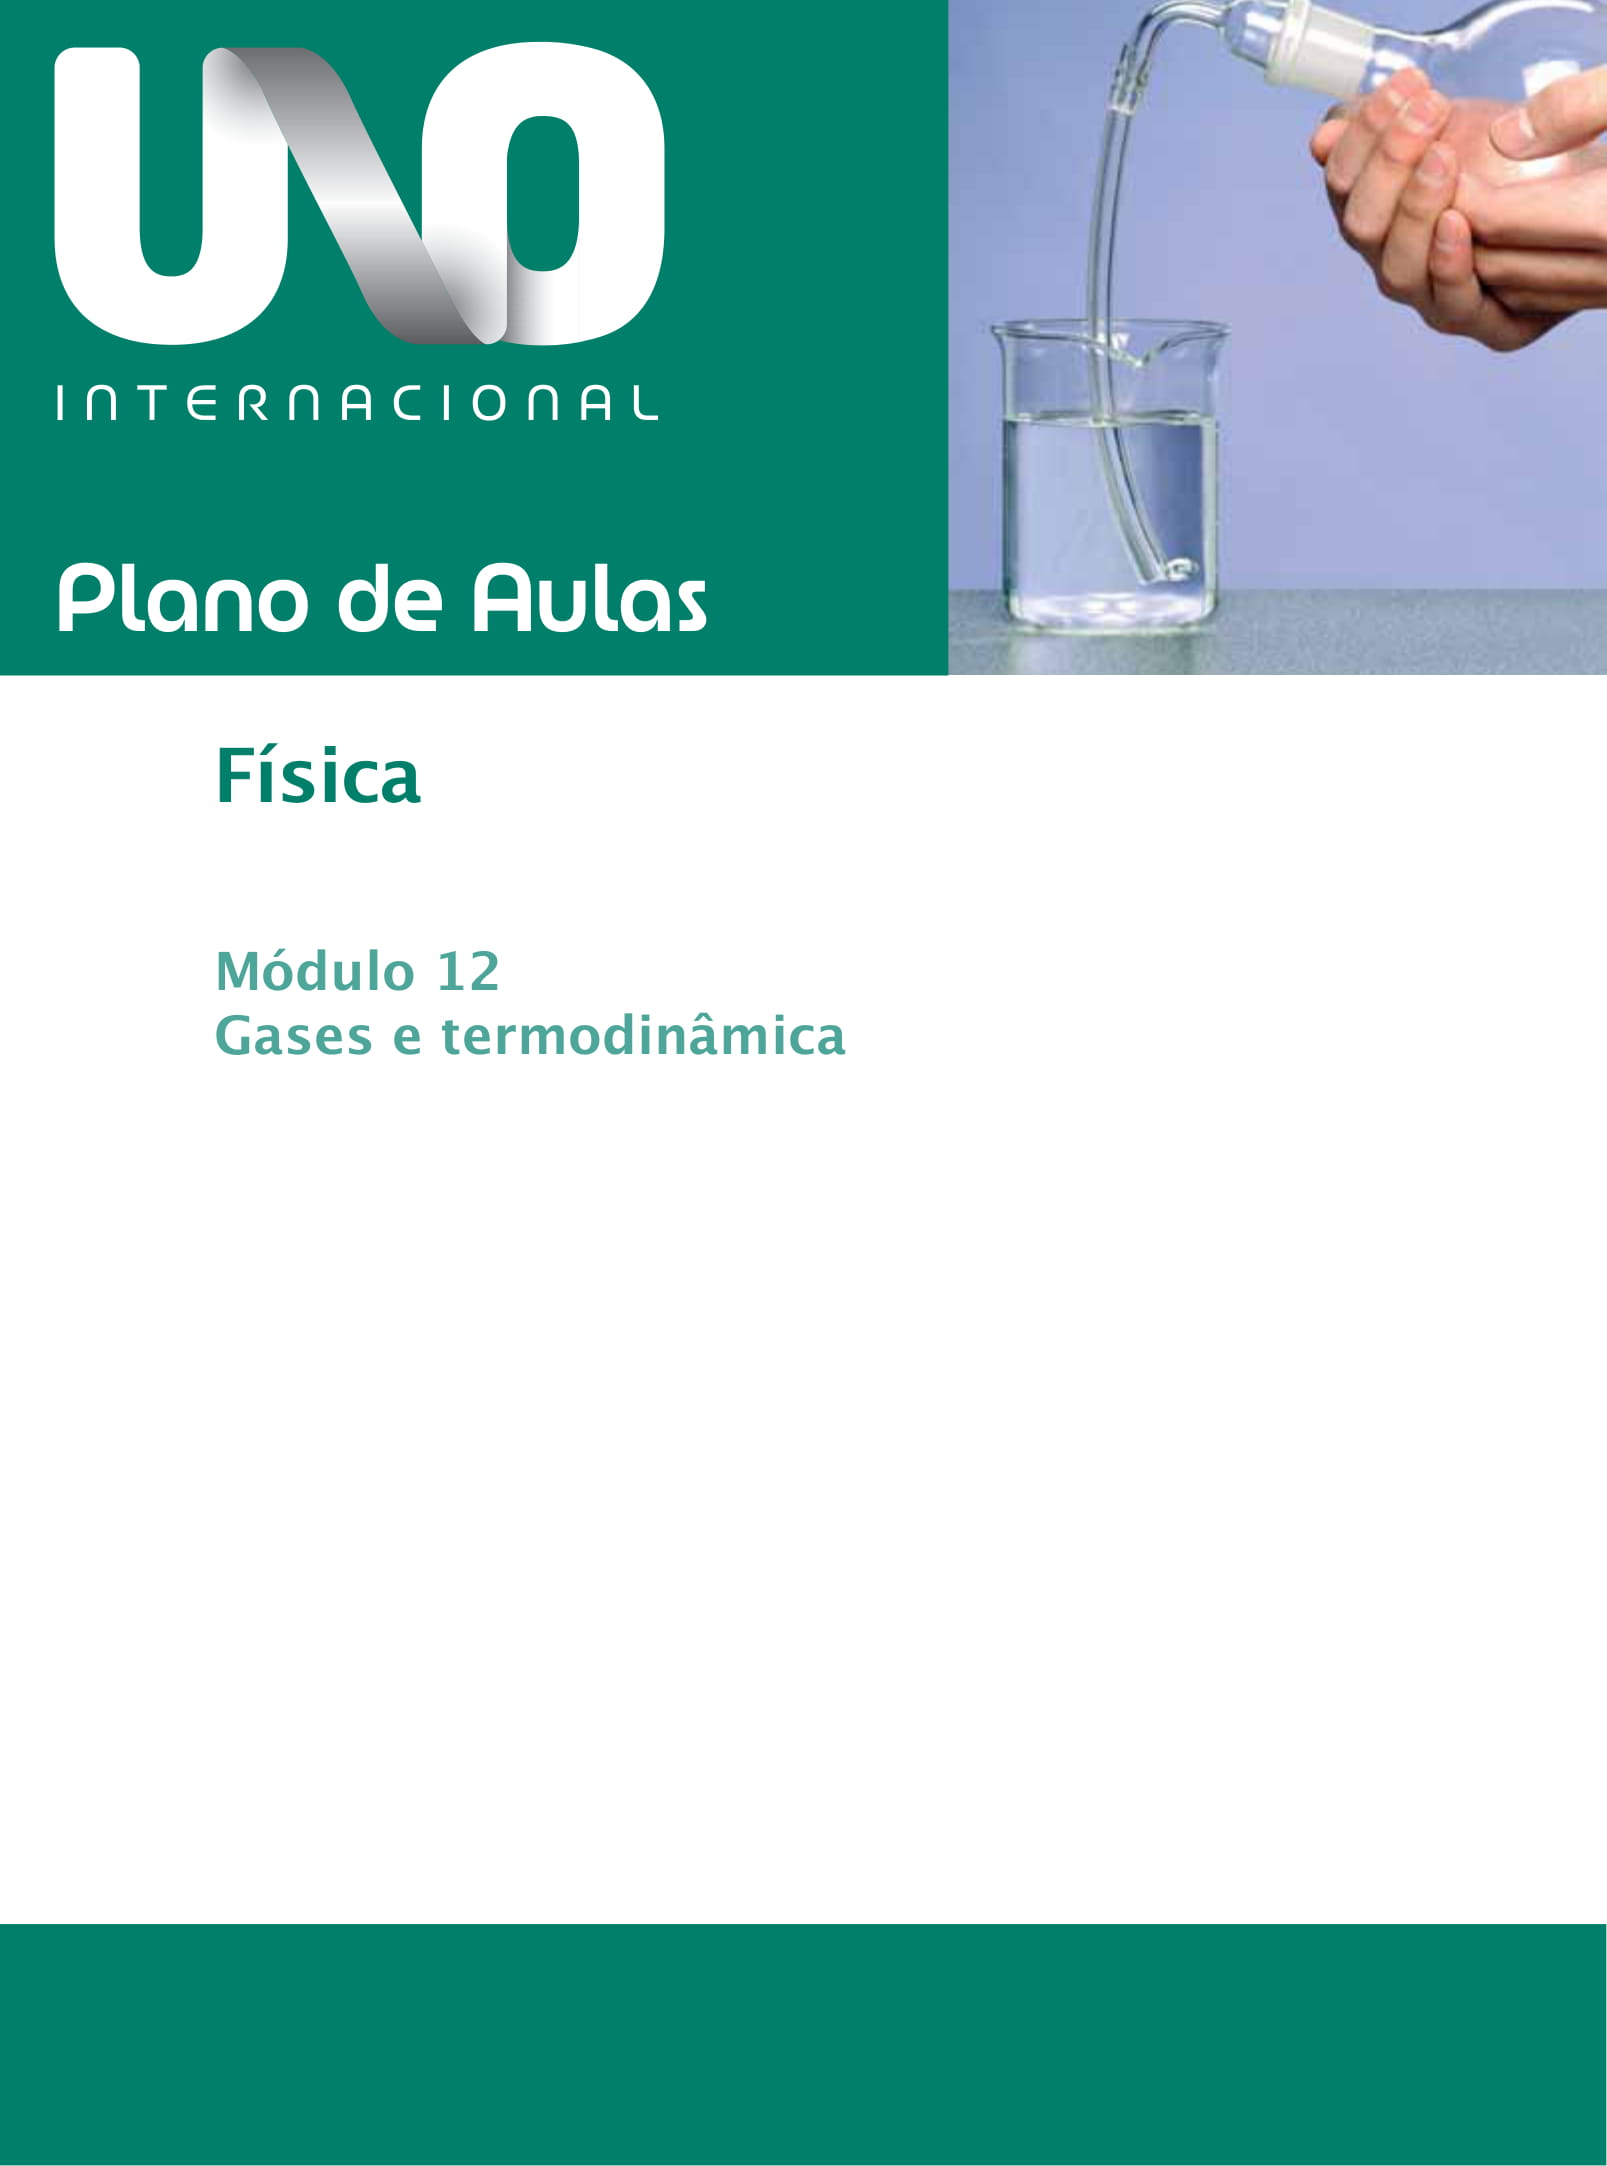 UNO
INTERNACIONAL
Plano de Aulas
Física
Módulo 12
Gases e termodinâmica